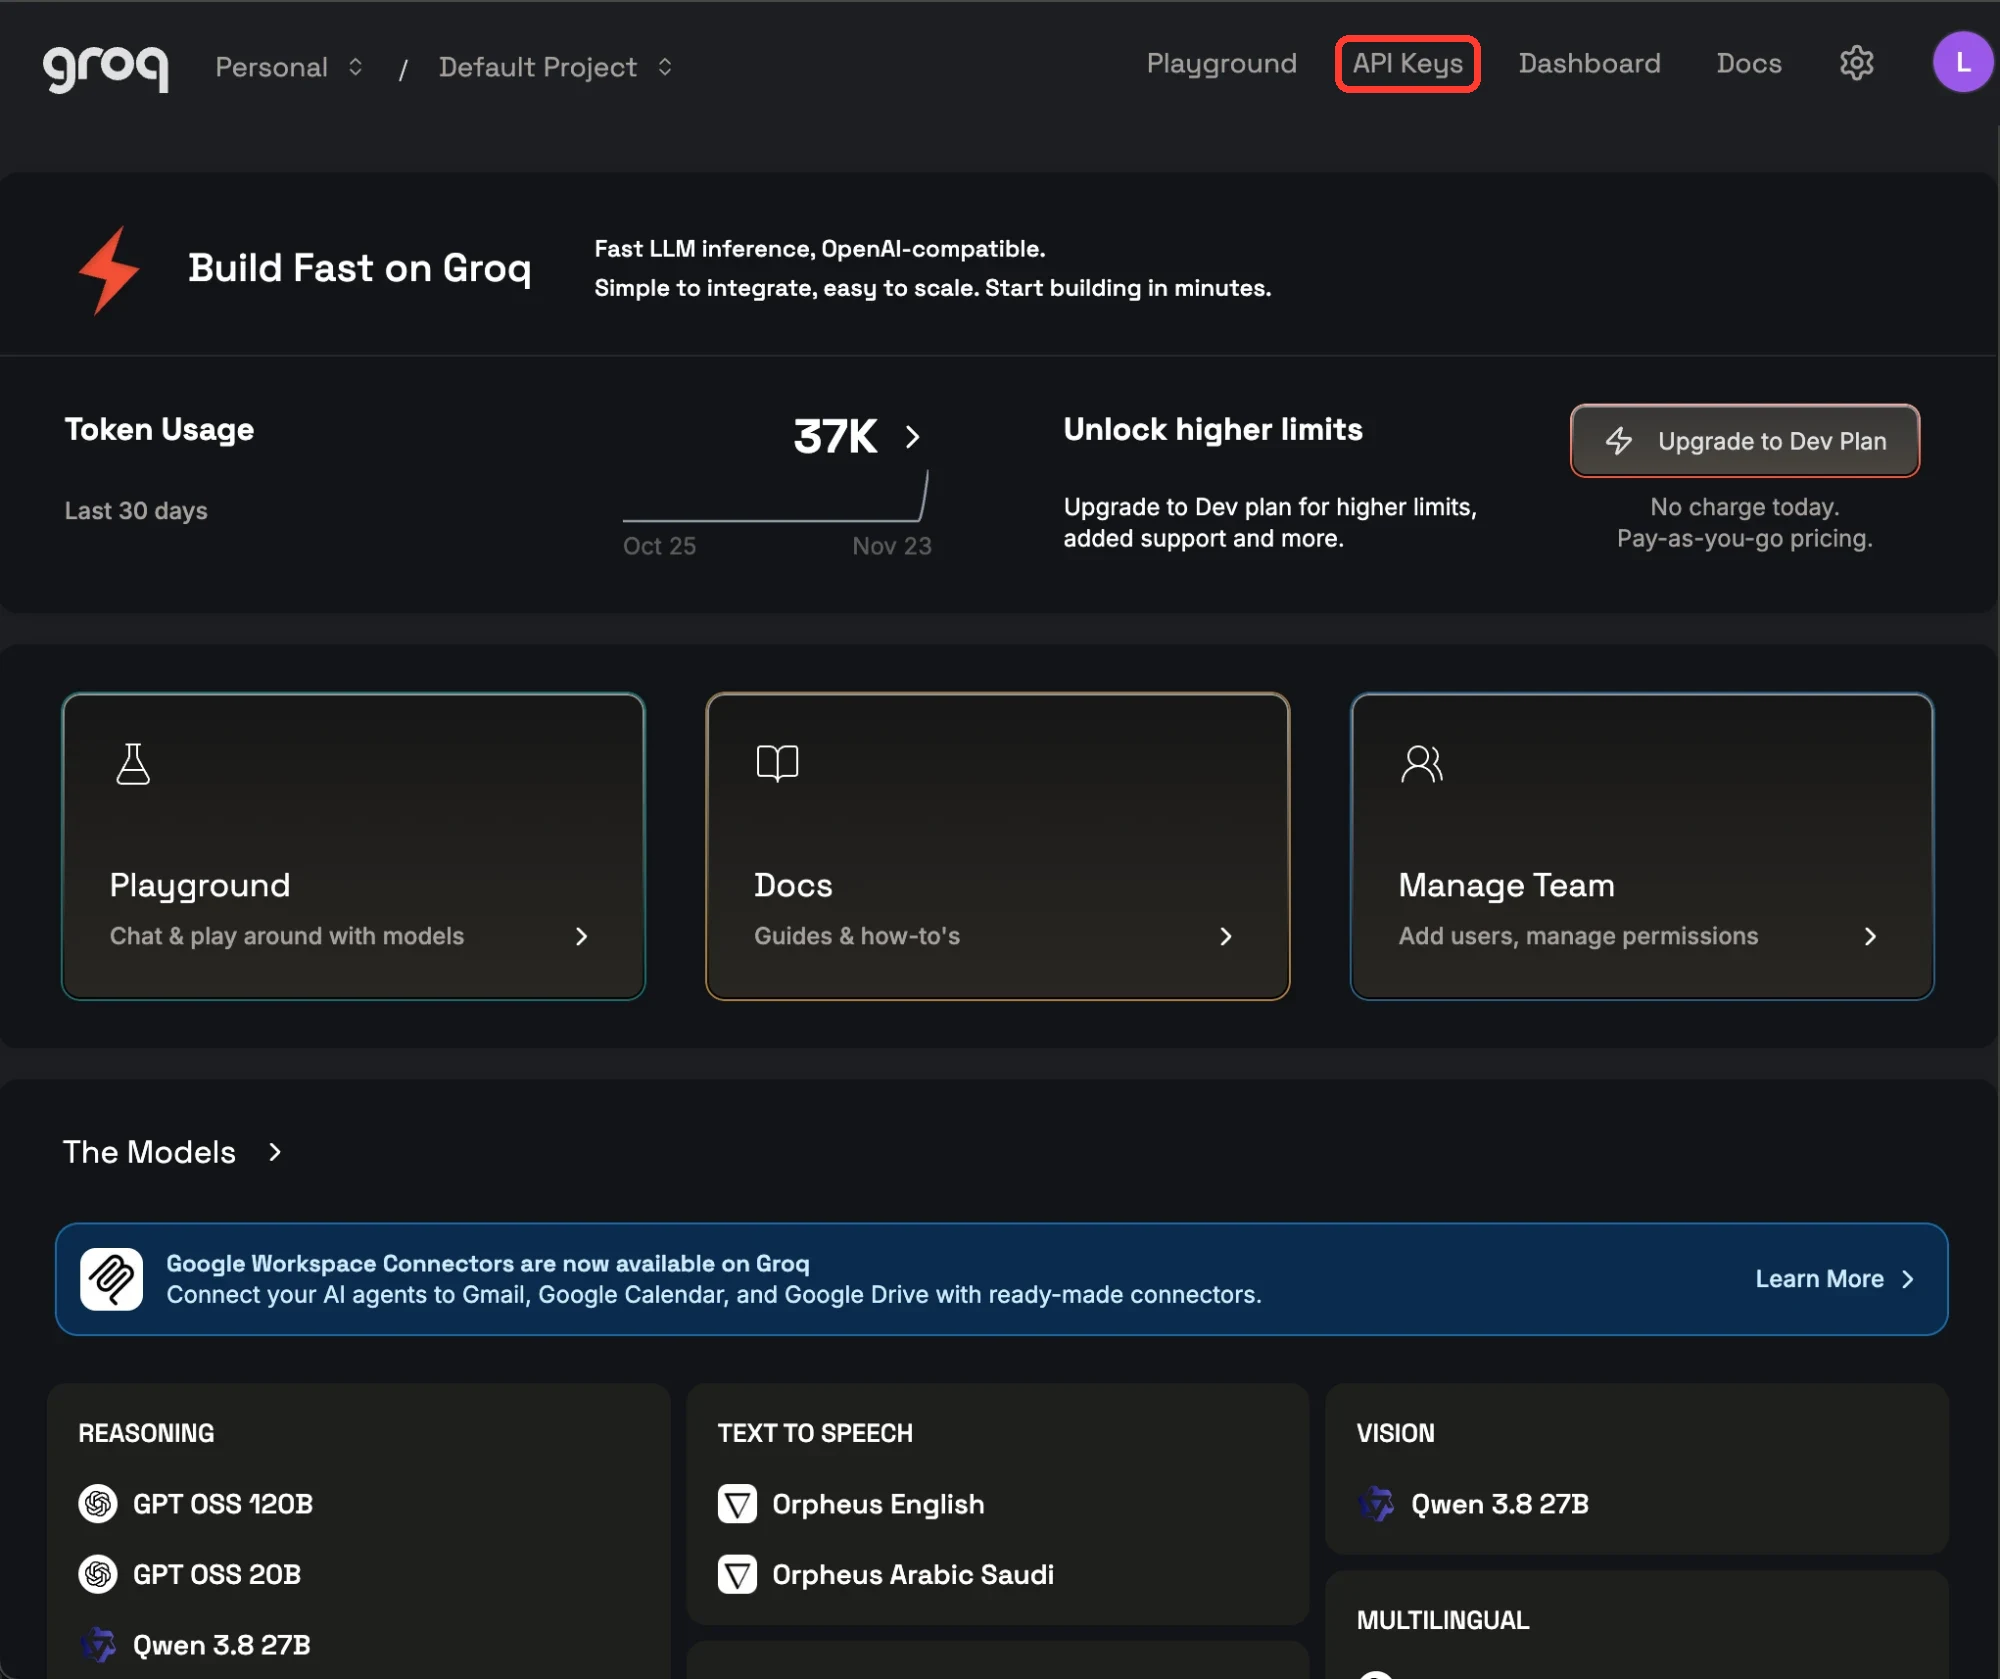 groq
Personal / Default Project
Playground
API Keys
Dashboard
Docs
L
Build Fast on Groq
Fast LLM inference, OpenAI-compatible.
Simple to integrate, easy to scale. Start building in minutes.
Token Usage
37K
Last 30 days
Oct 25
Nov 23
Unlock higher limits
Upgrade to Dev plan for higher limits,
added support and more.
Upgrade to Dev Plan
No charge today.
Pay-as-you-go pricing.
Playground
Chat & play around with models
Docs
Guides & how-to's
Manage Team
Add users, manage permissions
The Models
Google Workspace Connectors are now available on Groq
Connect your AI agents to Gmail, Google Calendar, and Google Drive with ready-made connectors.
Learn More
REASONING
GPT OSS 120B
GPT OSS 20B
Qwen 3.8 27B
TEXT TO SPEECH
Orpheus English
Orpheus Arabic Saudi
VISION
Qwen 3.8 27B
MULTILINGUAL